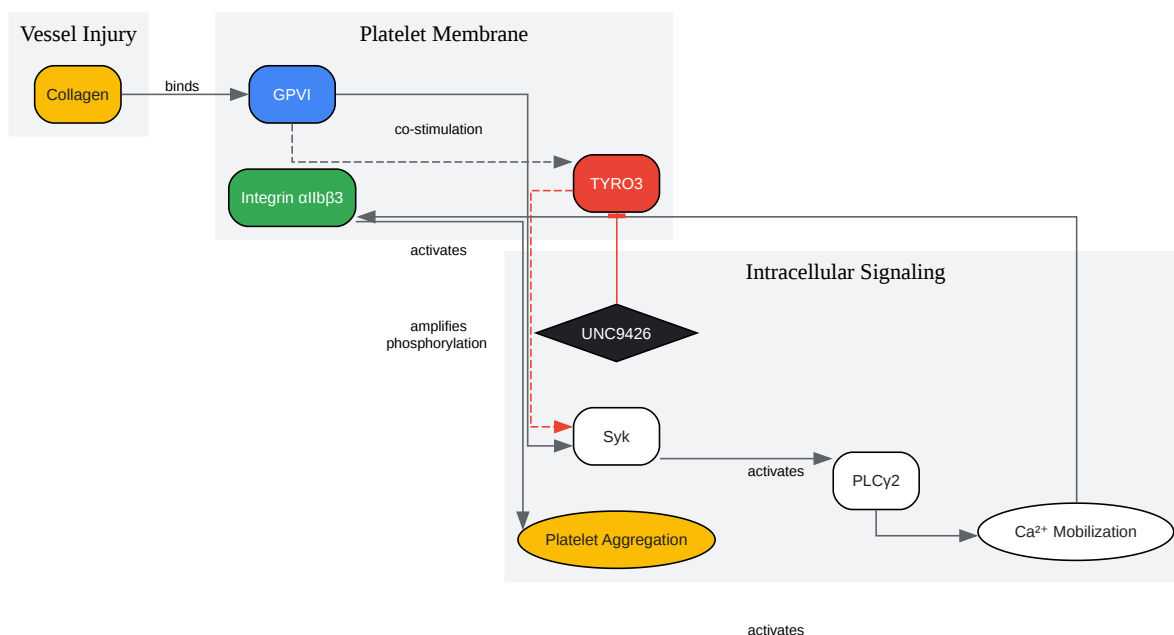 Vessel Injury
Platelet Membrane
Collagen
binds
GPVI
co-stimulation
TYRO3
Integrin αIIbβ3
activates
Intracellular Signaling
amplifies
phosphorylation
UNC9426
Syk
activates
PLCγ2
Platelet Aggregation
Ca²⁺ Mobilization
activates